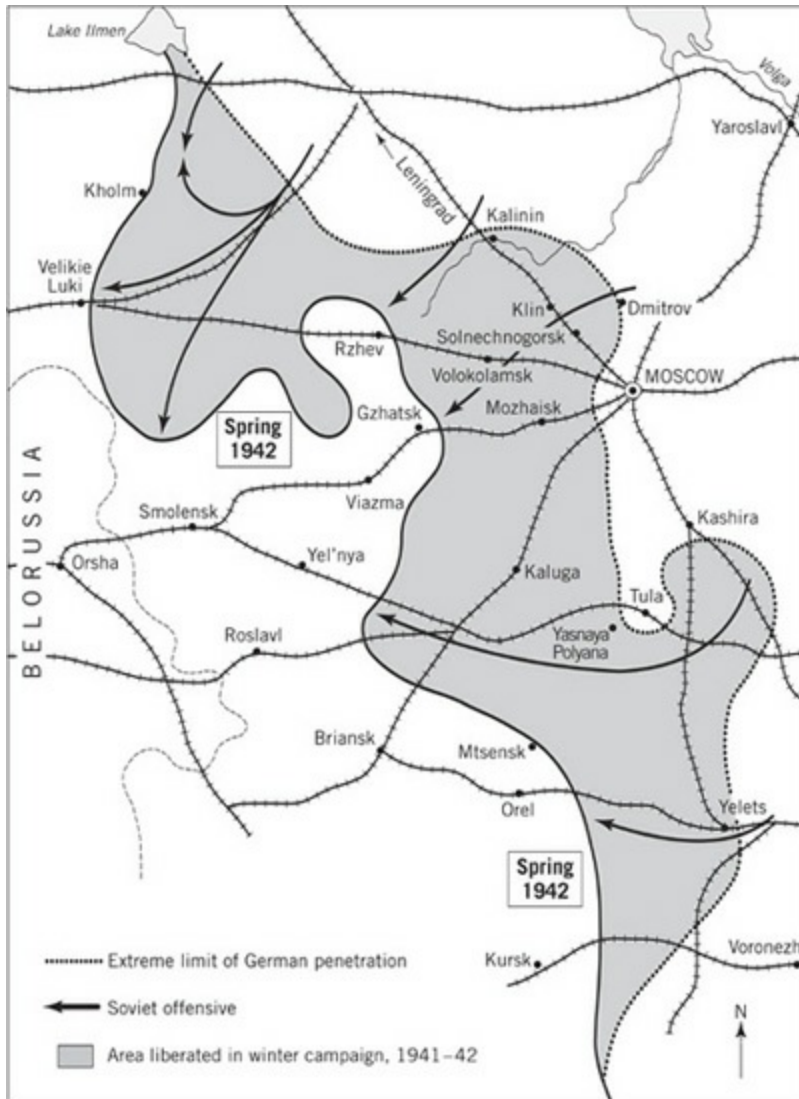 Lake Ilmen
Volga
Yaroslavl
Leningrad
Kholm
Kalinin
Velikie
Luki
Klin
Dmitrov
Solnechnogorsk
Rzhev
Volokolamsk
MOSCOW
Gzhatsk
Mozhaisk
Spring
1942
Viazma
BELORUSSIA
Smolensk
Kashira
Orsha
Yel'nya
Kaluga
Tula
Roslavl
Yasnaya
Polyana
Briansk
Mtsensk
Orel
Yelets
Spring
1942
Kursk
Voronezh
Extreme limit of German penetration
Soviet offensive
Area liberated in winter campaign, 1941–42
N